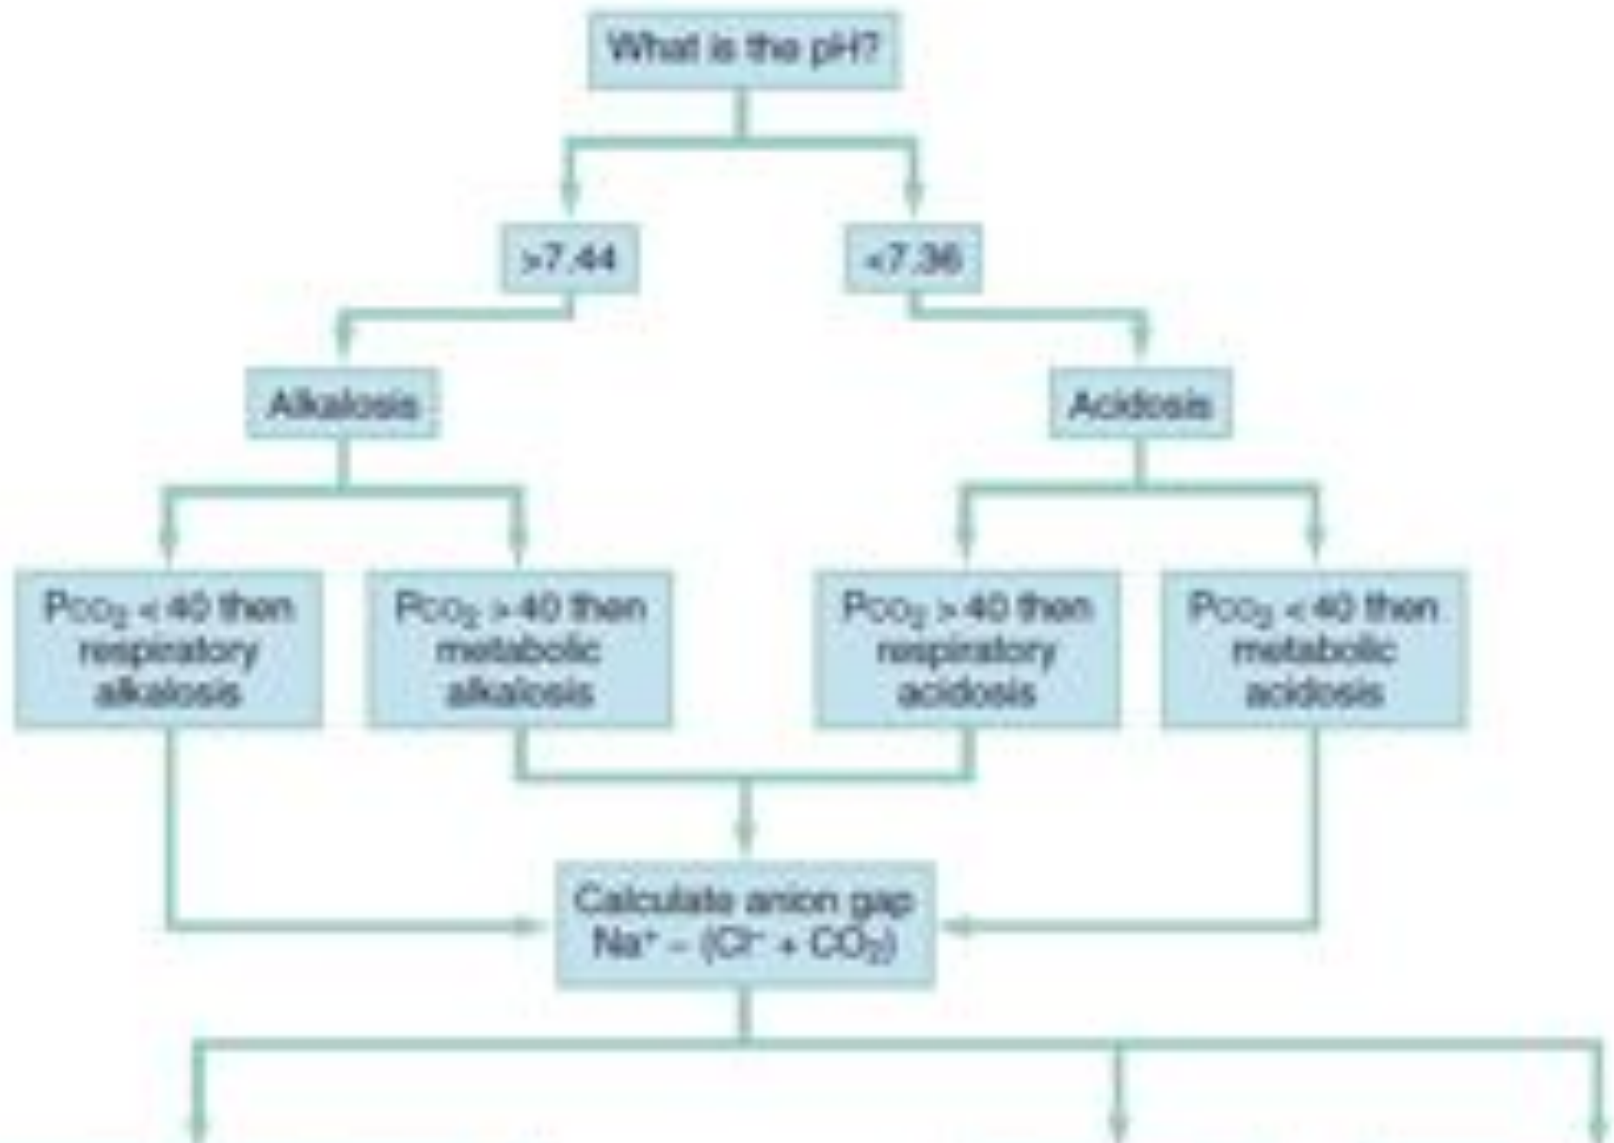 What is the pH?
>7.44
<7.36
Alkalosis
Acidosis
PCO₂ < 40 then
respiratory
alkalosis
PCO₂ > 40 then
metabolic
alkalosis
PCO₂ > 40 then
respiratory
acidosis
PCO₂ < 40 then
metabolic
acidosis
Calculate anion gap
Na⁺ – (Cl⁻ + CO₂)